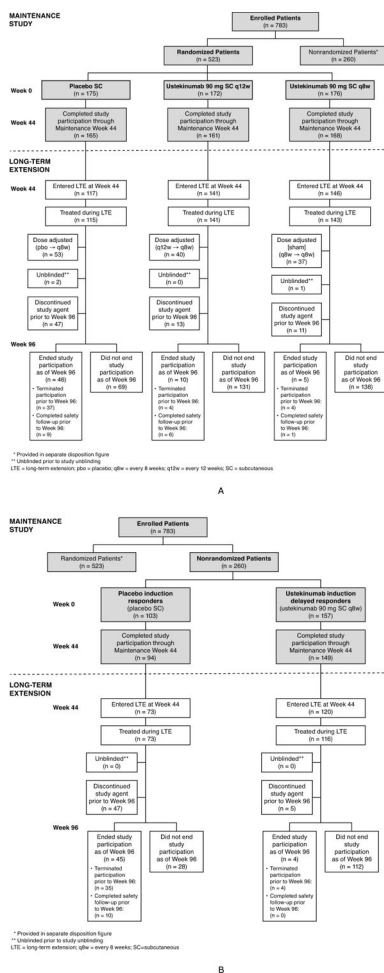 MAINTENANCE
STUDY
Enrolled Patients
(n = 783)
Randomized Patients
(n = 523)
Nonrandomized Patients*
(n = 260)
Week 0
Placebo SC
(n = 175)
Ustekinumab 90 mg SC q12w
(n = 172)
Ustekinumab 90 mg SC q8w
(n = 176)
Week 44
Completed study
participation through
Maintenance Week 44
(n = 165)
Completed study
participation through
Maintenance Week 44
(n = 161)
Completed study
participation through
Maintenance Week 44
(n = 168)
LONG-TERM
EXTENSION
Week 44
Entered LTE at Week 44
(n = 117)
Entered LTE at Week 44
(n = 141)
Entered LTE at Week 44
(n = 146)
Treated during LTE
(n = 115)
Treated during LTE
(n = 141)
Treated during LTE
(n = 143)
Dose adjusted
(pbo → q8w)
(n = 53)
Dose adjusted
(q12w → q8w)
(n = 40)
Dose adjusted
[sham]
(q8w → q8w)
(n = 37)
Unblinded**
(n = 2)
Unblinded**
(n = 0)
Unblinded**
(n = 1)
Discontinued
study agent
prior to Week 96
(n = 47)
Discontinued
study agent
prior to Week 96
(n = 13)
Discontinued
study agent
prior to Week 96
(n = 11)
Week 96
Ended study
participation
as of Week 96
(n = 46)
• Terminated
participation
prior to Week 96:
(n = 37)
• Completed safety
follow-up prior
to Week 96:
(n = 9)
Did not end
study participation
as of Week 96
(n = 69)
Ended study
participation
as of Week 96
(n = 10)
• Terminated
participation
prior to Week 96:
(n = 4)
• Completed safety
follow-up prior
to Week 96:
(n = 6)
Did not end
study participation
as of Week 96
(n = 131)
Ended study
participation
as of Week 96
(n = 5)
• Terminated
participation
prior to Week 96:
(n = 4)
• Completed safety
follow-up prior
to Week 96:
(n = 1)
Did not end
study participation
as of Week 96
(n = 138)
* Provided in separate disposition figure
** Unblinded prior to study unblinding
LTE = long-term extension; pbo = placebo; q8w = every 8 weeks; q12w = every 12 weeks; SC = subcutaneous
A
MAINTENANCE
STUDY
Enrolled Patients
(n = 783)
Randomized Patients*
(n = 523)
Nonrandomized Patients
(n = 260)
Week 0
Placebo induction
responders
(placebo SC)
(n = 103)
Ustekinumab induction
delayed responders
(ustekinumab 90 mg SC q8w)
(n = 157)
Week 44
Completed study
participation through
Maintenance Week 44
(n = 94)
Completed study
participation through
Maintenance Week 44
(n = 149)
LONG-TERM
EXTENSION
Week 44
Entered LTE at Week 44
(n = 73)
Entered LTE at Week 44
(n = 120)
Treated during LTE
(n = 73)
Treated during LTE
(n = 116)
Unblinded**
(n = 0)
Unblinded**
(n = 0)
Discontinued
study agent
prior to Week 96
(n = 47)
Discontinued
study agent
prior to Week 96
(n = 5)
Week 96
Ended study
participation
as of Week 96
(n = 45)
• Terminated
participation
prior to Week 96:
(n = 35)
• Completed safety
follow-up prior
to Week 96:
(n = 10)
Did not end
study participation
as of Week 96
(n = 28)
Ended study
participation
as of Week 96
(n = 4)
• Terminated
participation
prior to Week 96:
(n = 4)
• Completed safety
follow-up prior
to Week 96:
(n = 0)
Did not end
study participation
as of Week 96
(n = 112)
* Provided in separate disposition figure
** Unblinded prior to study unblinding
LTE = long-term extension; q8w = every 8 weeks; SC=subcutaneous
B